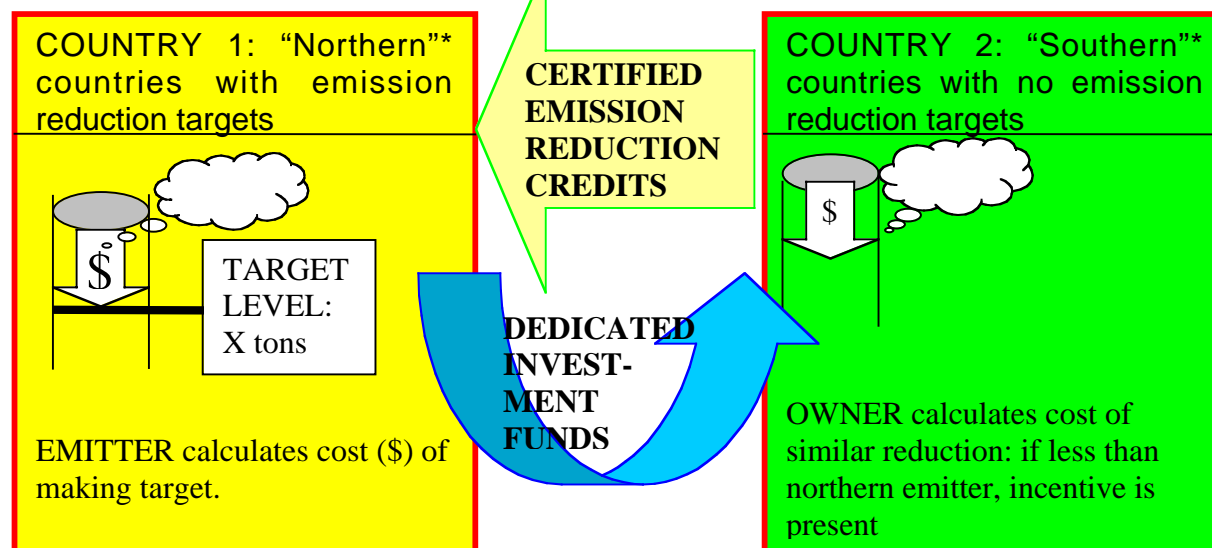 COUNTRY 1: “Northern”*
countries with emission
reduction targets
$
TARGET
LEVEL:
X tons
EMITTER calculates cost ($) of
making target.
CERTIFIED
EMISSION
REDUCTION
CREDITS
DEDICATED
INVEST-
MENT
FUNDS
COUNTRY 2: “Southern”*
countries with no emission
reduction targets
$
OWNER calculates cost of
similar reduction: if less than
northern emitter, incentive is
present